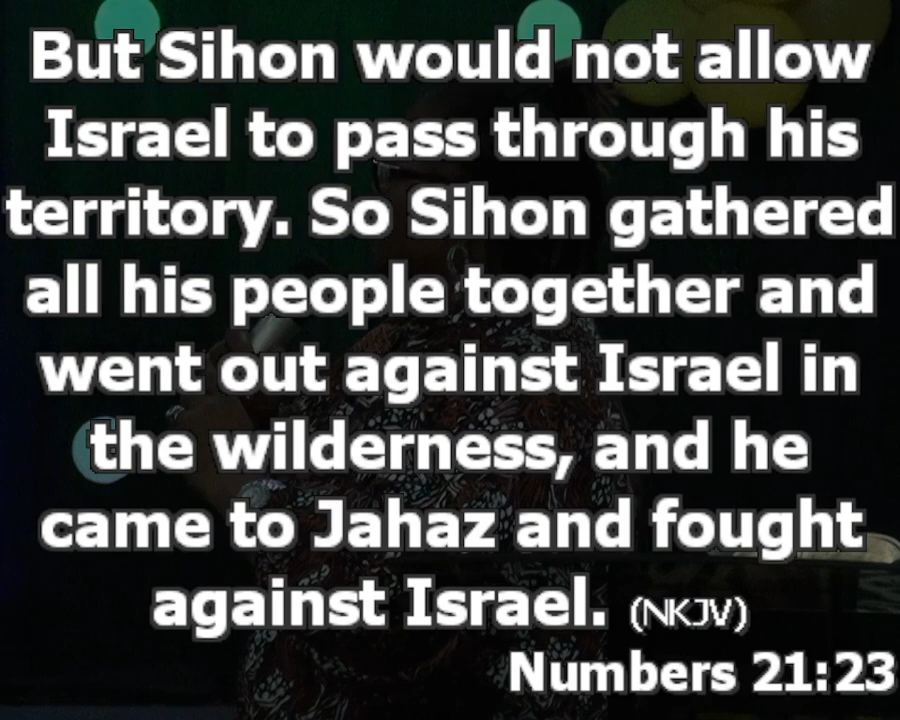 But Sihon would not allow
Israel to pass through his
territory. So Sihon gathered
all his people together and
went out against Israel in
the wilderness, and he
came to Jahaz and fought
against Israel. (NKJV)
Numbers 21:23